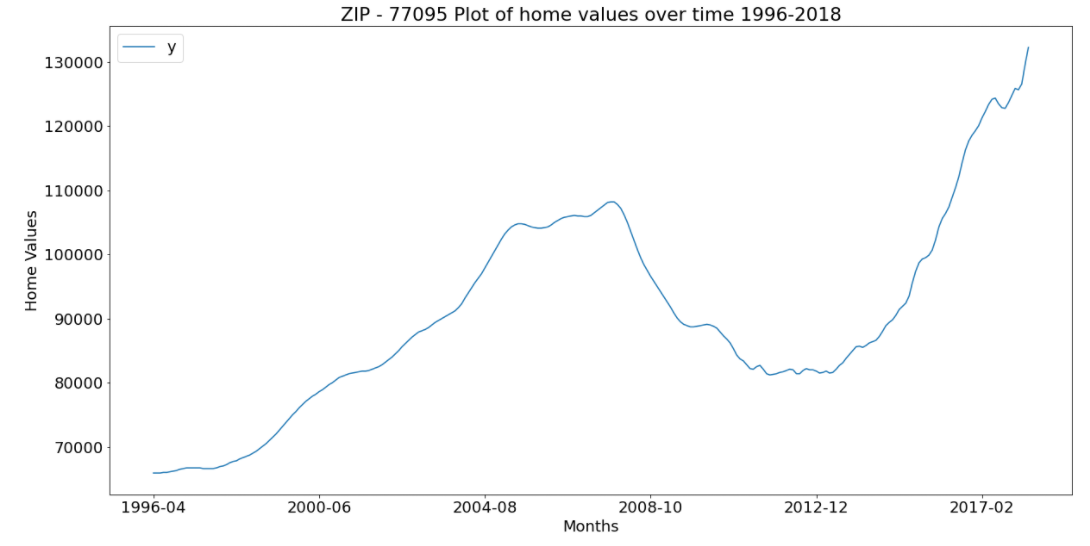 ZIP - 77095 Plot of home values over time 1996-2018
y
130000
120000
110000
100000
90000
80000
70000
Home Values
1996-04 2000-06 2004-08 2008-10 2012-12 2017-02
Months